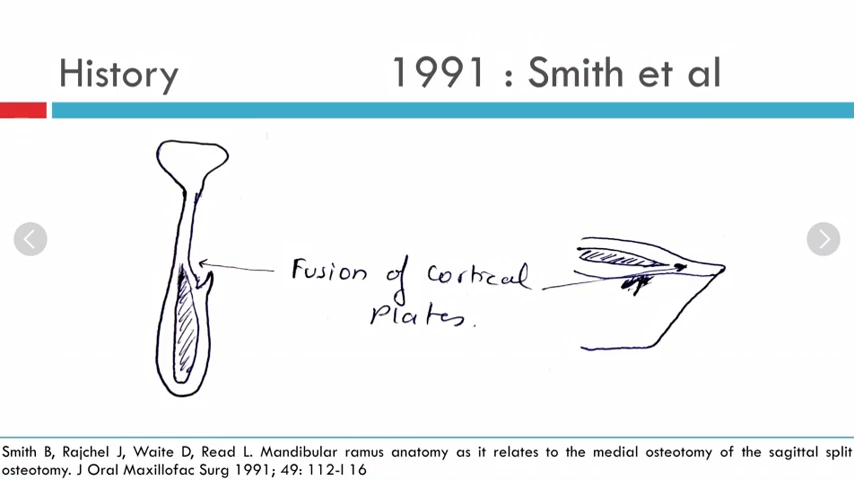 History 1991 : Smith et al
Fusion of cortical
Plates.
Smith B, Rajchel J, Waite D, Read L. Mandibular ramus anatomy as it relates to the medial osteotomy of the sagittal split
osteotomy. J Oral Maxillofac Surg 1991; 49: 112-l 16